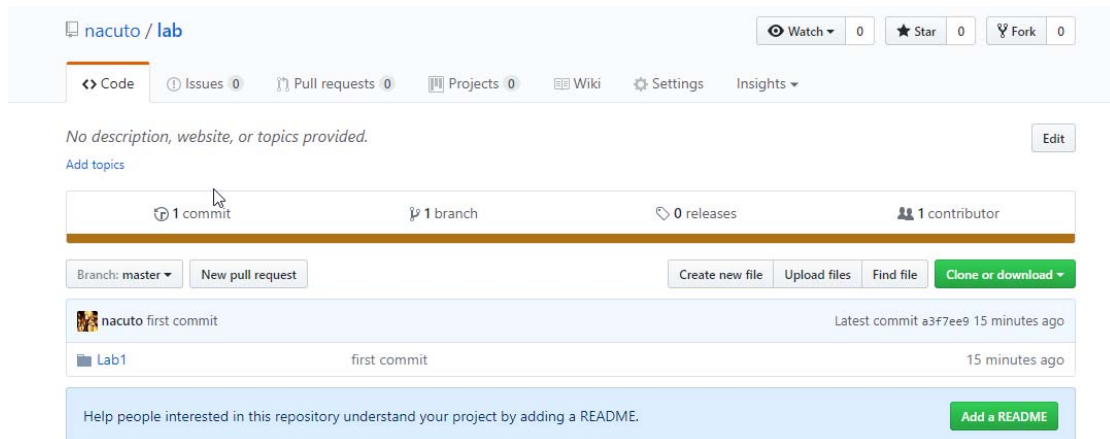 nacuto / lab
Watch 0 Star 0 Fork 0
Code Issues 0 Pull requests 0 Projects 0 Wiki Settings Insights
No description, website, or topics provided. Edit
Add topics
1 commit 1 branch 0 releases 1 contributor
Branch: master New pull request Create new file Upload files Find file Clone or download
nacuto first commit Latest commit a3f7ee9 15 minutes ago
Lab1 first commit 15 minutes ago
Help people interested in this repository understand your project by adding a README. Add a README